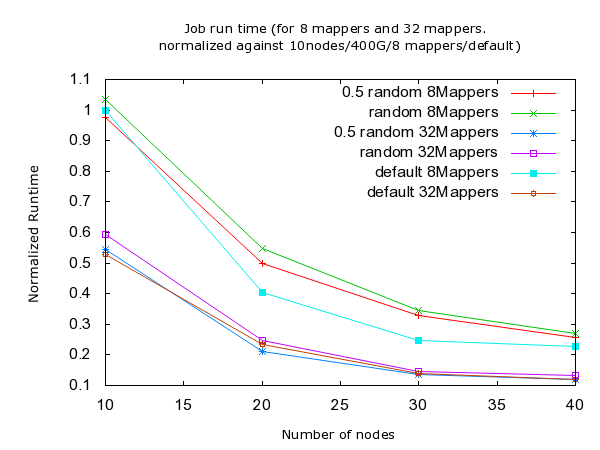 Job run time (for 8 mappers and 32 mappers.
normalized against 10nodes/400G/8 mappers/default)
1.1
1
0.9
0.8
0.7
0.6
0.5
0.4
0.3
0.2
0.1
Normalized Runtime
0.5 random 8Mappers
random 8Mappers
0.5 random 32Mappers
random 32Mappers
default 8Mappers
default 32Mappers
10 15 20 25 30 35 40
Number of nodes